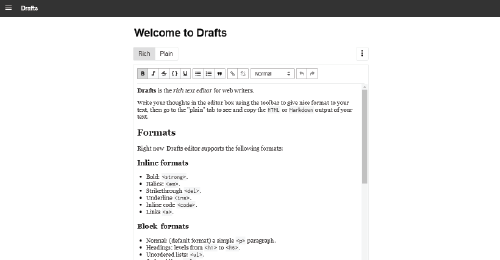 Drafts
Welcome to Drafts
Rich Plain
B I S {} U Normal
Drafts is the rich text editor for web writers.
Write your thoughts in the editor box using the toolbar to give nice format to your
text, then go to the "plain" tab to see and copy the HTML or Markdown output of your
text.
Formats
Right now Drafts editor supports the following formats:
Inline formats
Bold: <strong>.
Italics: <em>.
Strikethrough <del>.
Underline <ins>.
Inline code <code>.
Links <a>.
Block formats
Normal (default format) a simple <p> paragraph.
Headings: levels from <h1> to <h6>.
Unordered lists: <ul>.